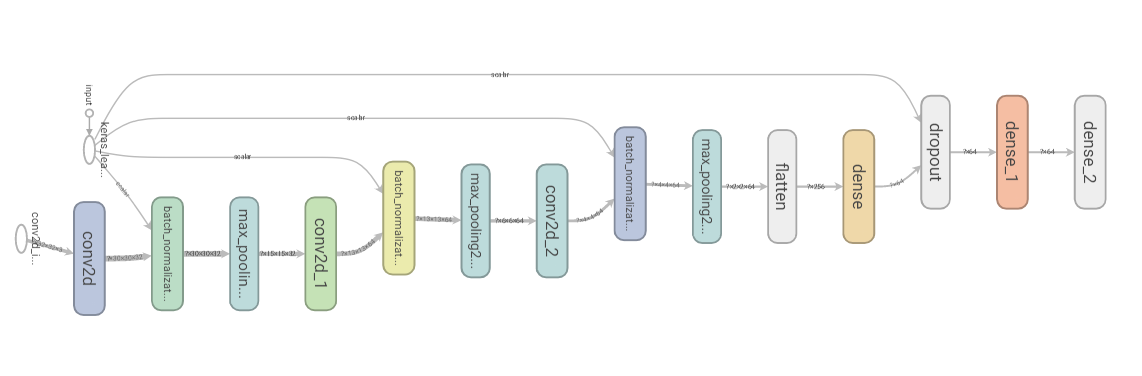 scalar
input
keras_lea...
scalar
scalar
scalar
conv2d_i...
conv2d
?×30×30×32
batch_normalizat...
?×30×30×32
max_poolin...
?×15×15×32
conv2d_1
?×13×13×64
batch_normalizat...
?×13×13×64
max_pooling2...
?×6×6×64
conv2d_2
?×4×4×64
batch_normalizat...
?×4×4×64
max_pooling2...
?×2×2×64
flatten
?×256
dense
?×64
dropout
?×64
dense_1
?×64
dense_2